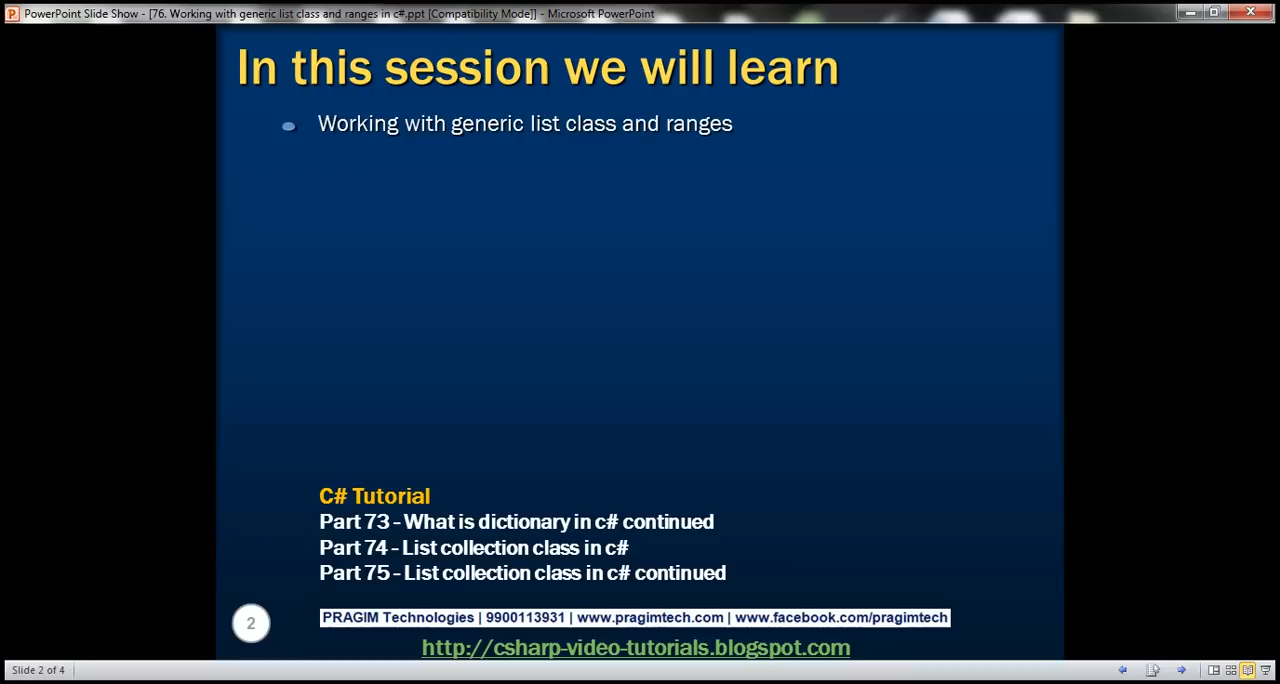 PowerPoint Slide Show - [76. Working with generic list class and ranges in c#.ppt [Compatibility Mode]] - Microsoft PowerPoint
In this session we will learn
Working with generic list class and ranges
C# Tutorial
Part 73 - What is dictionary in c# continued
Part 74 - List collection class in c#
Part 75 - List collection class in c# continued
2
PRAGIM Technologies | 9900113931 | www.pragimtech.com | www.facebook.com/pragimtech
http://csharp-video-tutorials.blogspot.com
Slide 2 of 4